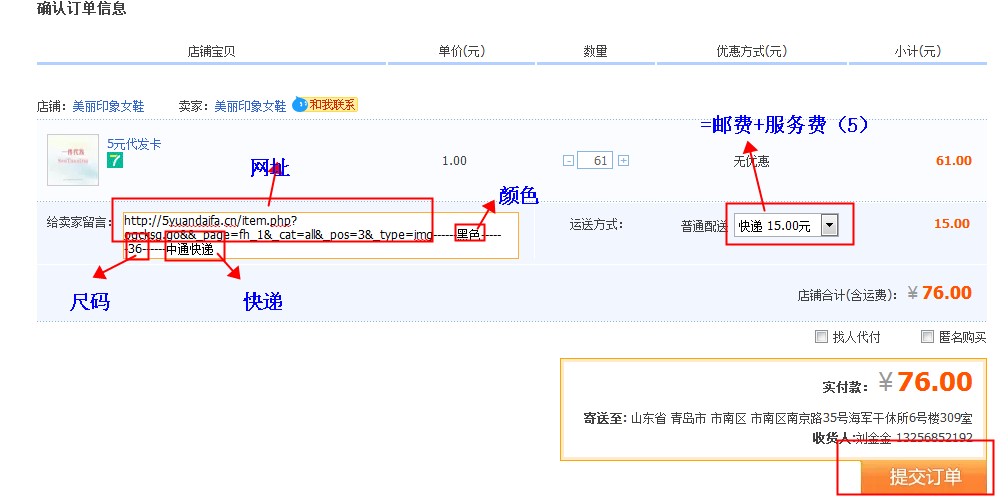 确认订单信息
店铺宝贝 单价(元) 数量 优惠方式(元) 小计(元)
店铺：美丽印象女鞋 卖家：美丽印象女鞋 和我联系
=邮费+服务费（5）
5元代发卡
7
网址
1.00 - 61 + 无优惠 61.00
颜色
给卖家留言：
http://5yuandaifa.cn/item.php?
pgcksg.go&&_page=fh_1&_cat=all&_pos=3&_type=img------黑色-----
-36------中通快递
运送方式： 普通配送 快递 15.00元 15.00
尺码 快递
店铺合计(含运费)： ￥76.00
找人代付 匿名购买
实付款： ￥76.00
寄送至: 山东省 青岛市 市南区 市南区南京路35号海军干休所6号楼309室
收货人:刘金金 13256852192
提交订单